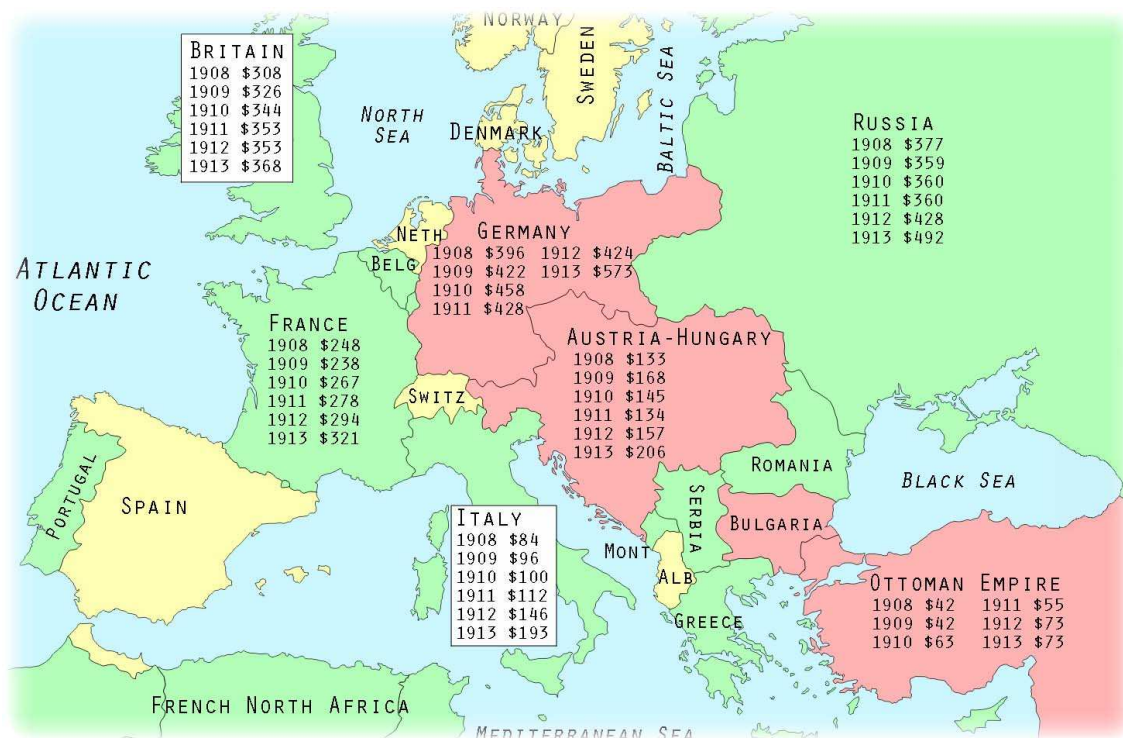 NORWAY
SWEDEN
BALTIC SEA
NORTH
SEA
DENMARK
BRITAIN
1908 $308
1909 $326
1910 $344
1911 $353
1912 $353
1913 $368
RUSSIA
1908 $377
1909 $359
1910 $360
1911 $360
1912 $428
1913 $492
NETH
BELG
GERMANY
1908 $396 1912 $424
1909 $422 1913 $573
1910 $458
1911 $428
ATLANTIC
OCEAN
FRANCE
1908 $248
1909 $238
1910 $267
1911 $278
1912 $294
1913 $321
AUSTRIA-HUNGARY
1908 $133
1909 $168
1910 $145
1911 $134
1912 $157
1913 $206
SWITZ
PORTUGAL
SPAIN
ROMANIA
BLACK SEA
SERBIA
BULGARIA
ITALY
1908 $84
1909 $96
1910 $100
1911 $112
1912 $146
1913 $193
MONT
ALB
GREECE
OTTOMAN EMPIRE
1908 $42 1911 $55
1909 $42 1912 $73
1910 $63 1913 $73
FRENCH NORTH AFRICA
MEDITERRANEAN SEA